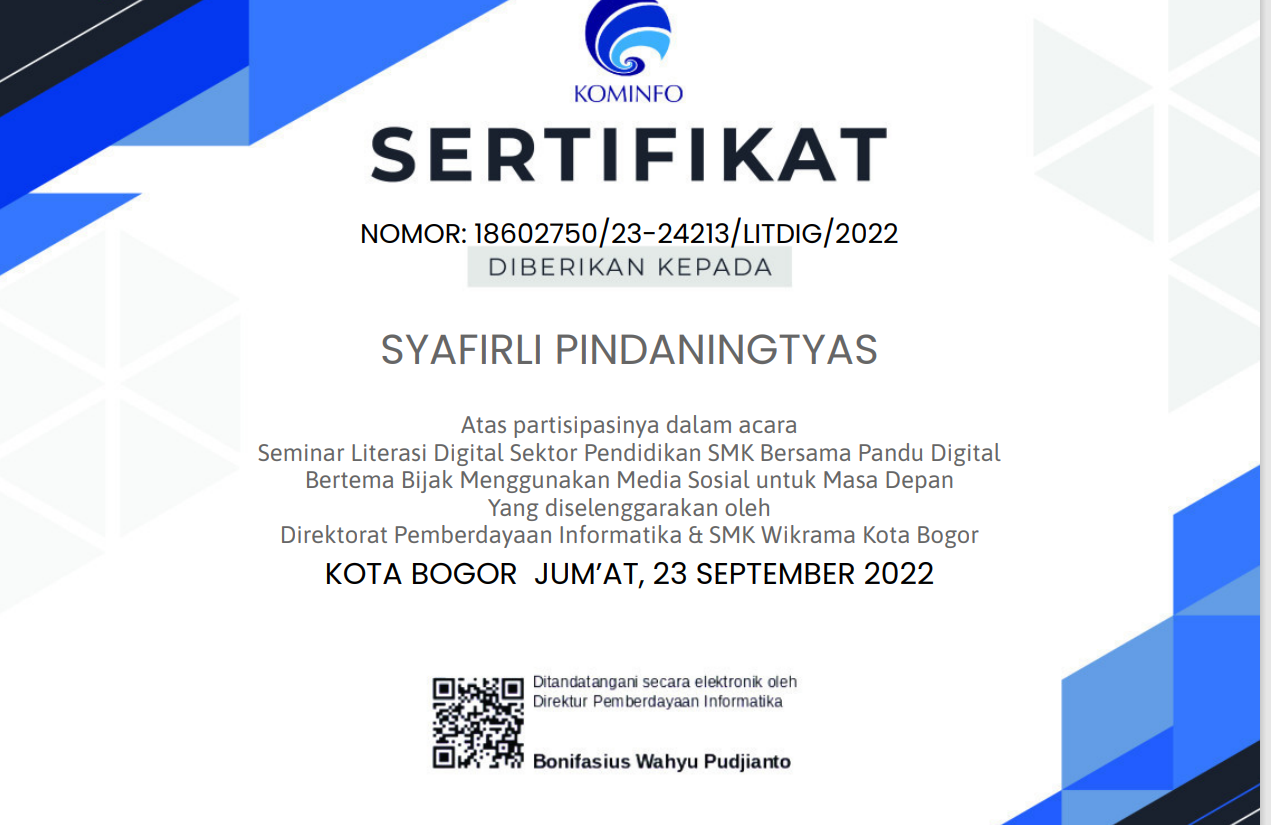 KOMINFO
SERTIFIKAT
NOMOR: 18602750/23-24213/LITDIG/2022
DIBERIKAN KEPADA
SYAFIRLI PINDANINGTYAS
Atas partisipasinya dalam acara
Seminar Literasi Digital Sektor Pendidikan SMK Bersama Pandu Digital
Bertema Bijak Menggunakan Media Sosial untuk Masa Depan
Yang diselenggarakan oleh
Direktorat Pemberdayaan Informatika & SMK Wikrama Kota Bogor
KOTA BOGOR JUM’AT, 23 SEPTEMBER 2022
Ditandatangani secara elektronik oleh
Direktur Pemberdayaan Informatika
Bonifasius Wahyu Pudjianto